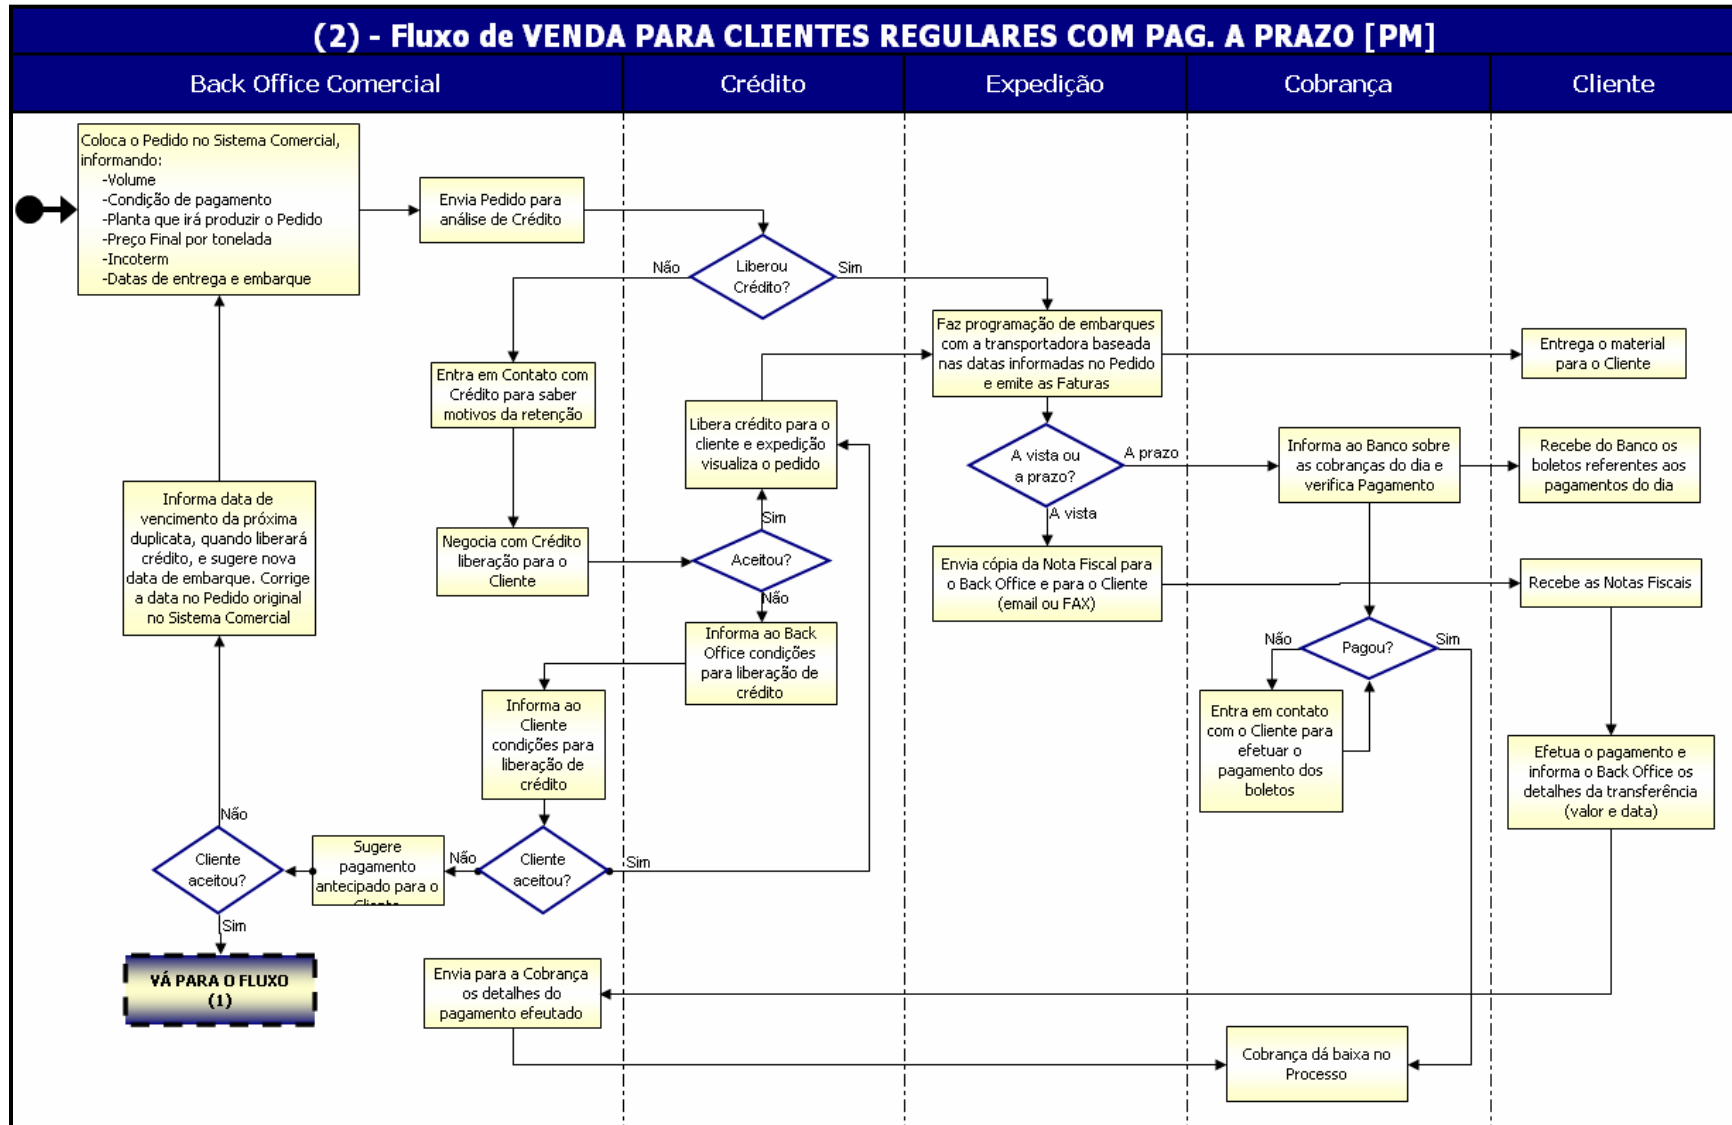 (2) - Fluxo de VENDA PARA CLIENTES REGULARES COM PAG. A PRAZO [PM]
Back Office Comercial
Crédito
Expedição
Cobrança
Cliente
Coloca o Pedido no Sistema Comercial,
informando:
-Volume
-Condição de pagamento
-Planta que irá produzir o Pedido
-Preço Final por tonelada
-Incoterm
-Datas de entrega e embarque
Envia Pedido para
análise de Crédito
Liberou
Crédito?
Não
Sim
Entra em Contato com
Crédito para saber
motivos da retenção
Faz programação de embarques
com a transportadora baseada
nas datas informadas no Pedido
e emite as Faturas
Entrega o material
para o Cliente
Libera crédito para o
cliente e expedição
visualiza o pedido
A vista ou
a prazo?
A prazo
A vista
Informa ao Banco sobre
as cobranças do dia e
verifica Pagamento
Recebe do Banco os
boletos referentes aos
pagamentos do dia
Informa data de
vencimento da próxima
duplicata, quando liberará
crédito, e sugere nova
data de embarque. Corrige
a data no Pedido original
no Sistema Comercial
Negocia com Crédito
liberação para o
Cliente
Sim
Aceitou?
Não
Envia cópia da Nota Fiscal para
o Back Office e para o Cliente
(email ou FAX)
Recebe as Notas Fiscais
Informa ao Back
Office condições
para liberação de
crédito
Não
Pagou?
Sim
Informa ao
Cliente
condições para
liberação de
crédito
Entra em contato
com o Cliente para
efetuar o
pagamento dos
boletos
Efetua o pagamento e
informa o Back Office os
detalhes da transferência
(valor e data)
Não
Cliente
aceitou?
Sim
Sugere
pagamento
antecipado para o
Cliente
Não
Cliente
aceitou?
Sim
VÁ PARA O FLUXO
(1)
Envia para a Cobrança
os detalhes do
pagamento efeutado
Cobrança dá baixa no
Processo